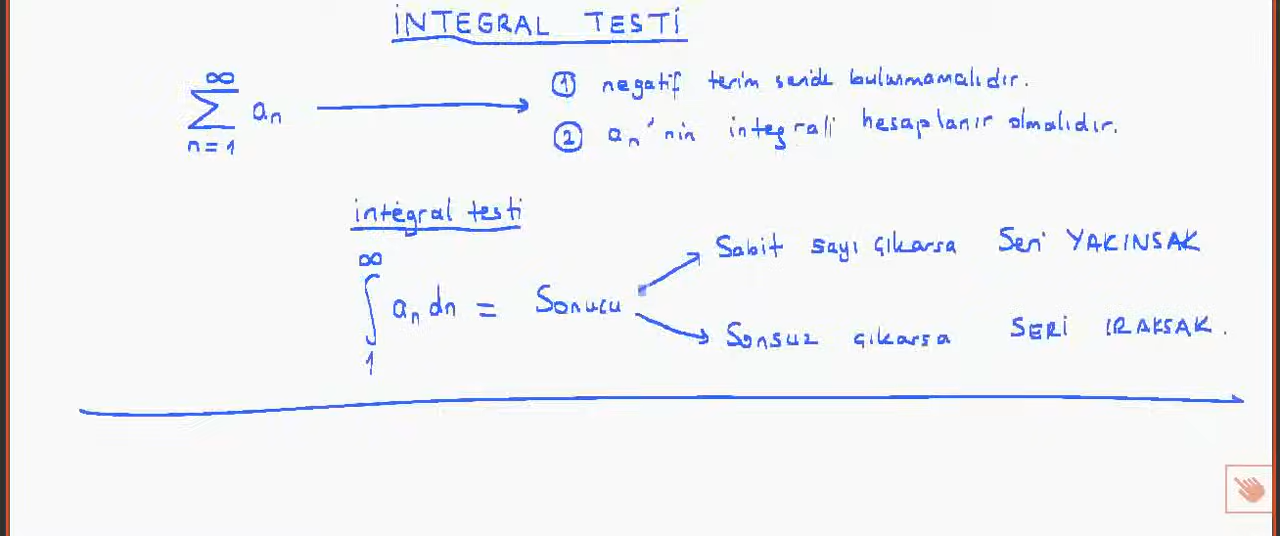 İNTEGRAL TESTİ
∞
∑ an
n=1
① negatif terim seride bulunmamalıdır.
② an'nin integrali hesaplanır olmalıdır.
integral testi
∞
∫ an dn = Sonucu
1
Sabit sayı çıkarsa Seri YAKINSAK
Sonsuz çıkarsa SERİ IRAKSAK.